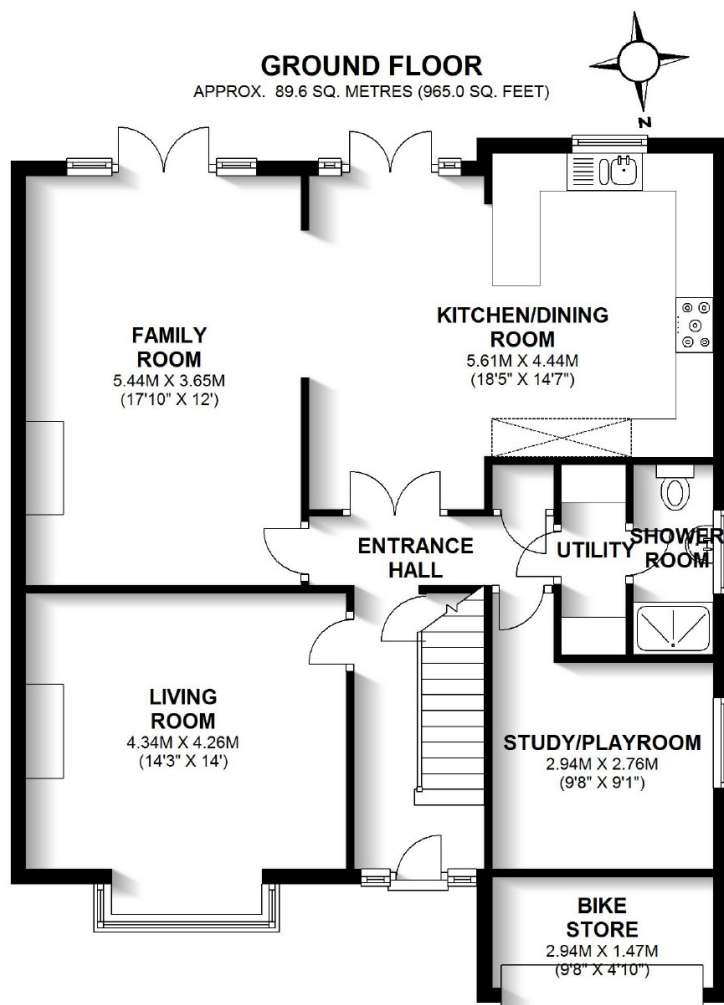 GROUND FLOOR
APPROX. 89.6 SQ. METRES (965.0 SQ. FEET)
N
FAMILY
ROOM
5.44M X 3.65M
(17'10" X 12')
KITCHEN/DINING
ROOM
5.61M X 4.44M
(18'5" X 14'7")
ENTRANCE
HALL
UTILITY
SHOWER
ROOM
LIVING
ROOM
4.34M X 4.26M
(14'3" X 14')
STUDY/PLAYROOM
2.94M X 2.76M
(9'8" X 9'1")
BIKE
STORE
2.94M X 1.47M
(9'8" X 4'10")